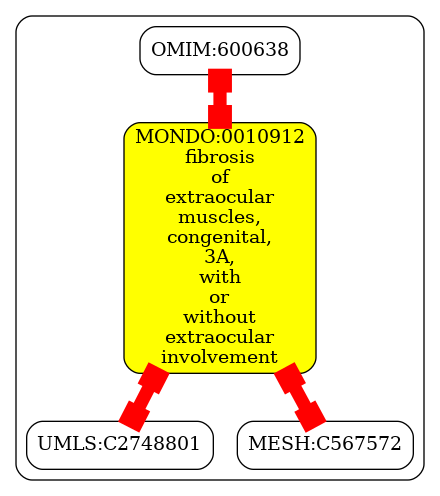 OMIM:600638
MONDO:0010912
fibrosis
of
extraocular
muscles,
congenital,
3A,
with
or
without
extraocular
involvement
UMLS:C2748801
MESH:C567572